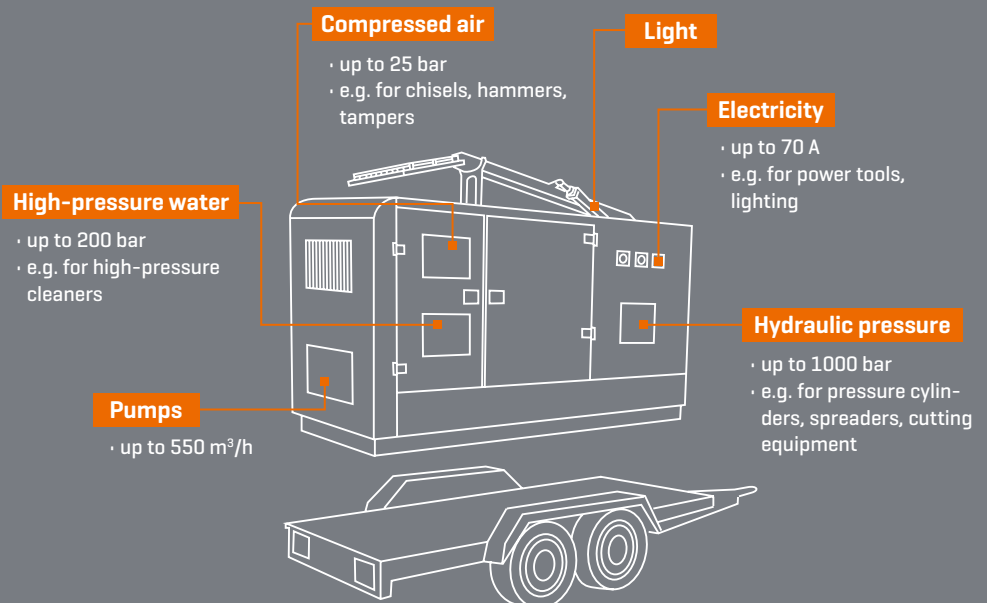 Compressed air
· up to 25 bar
· e.g. for chisels, hammers,
tampers
Light
Electricity
· up to 70 A
· e.g. for power tools,
lighting
High-pressure water
· up to 200 bar
· e.g. for high-pressure
cleaners
Hydraulic pressure
· up to 1000 bar
· e.g. for pressure cylin-
ders, spreaders, cutting
equipment
Pumps
· up to 550 m³/h